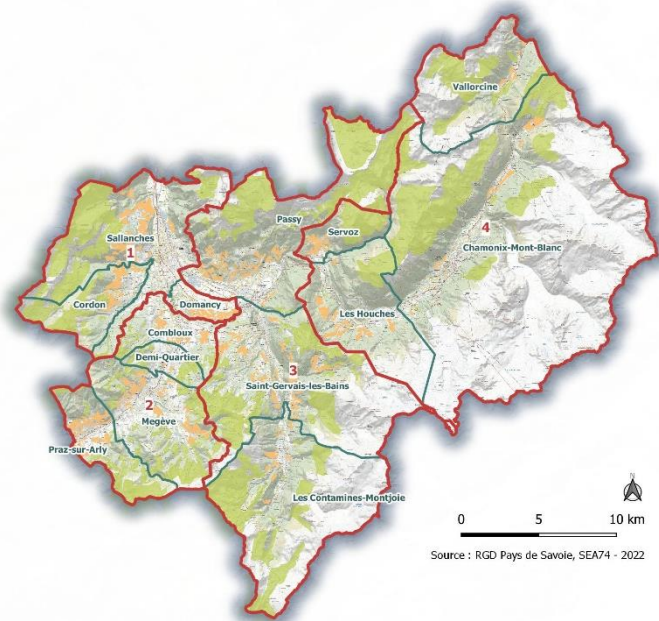 Vallorcine
Passy
Servoz
4
Sallanches
1
Chamonix-Mont-Blanc
Cordon
Domancy
Les Houches
Combloux
Demi-Quartier
3
Saint-Gervais-les-Bains
2
Megève
Praz-sur-Arly
Les Contamines-Montjoie
N
0 5 10 km
Source : RGD Pays de Savoie, SEA74 - 2022